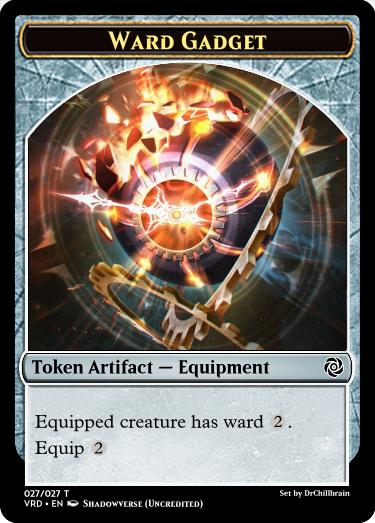 Ward Gadget
Token Artifact — Equipment
Equipped creature has ward 2.
Equip 2
027/027 T
Set by DrChillbrain
VRD • EN Shadowverse (Uncredited)